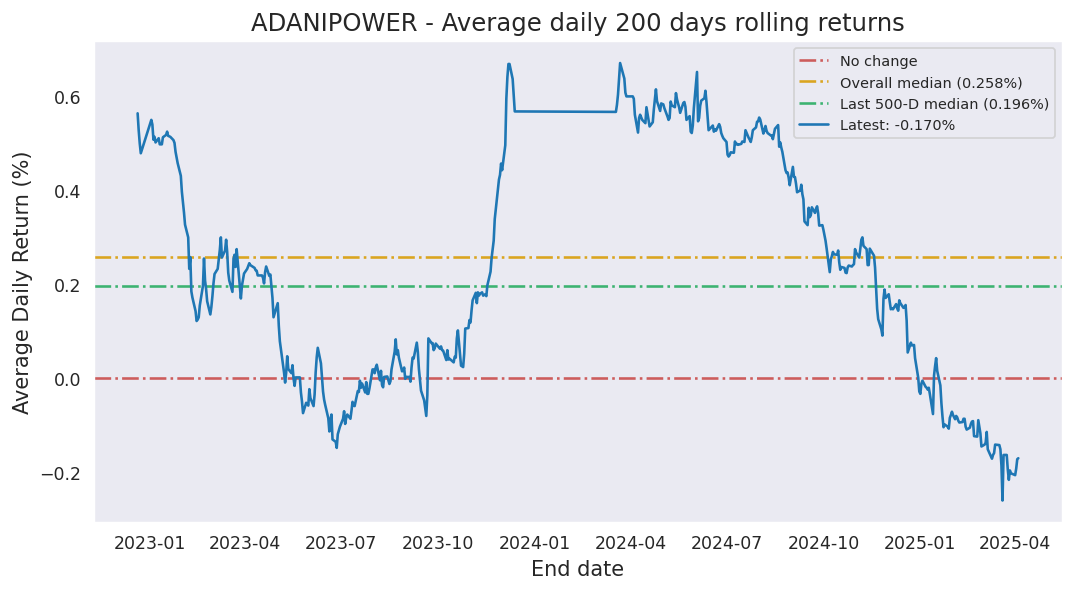 ADANIPOWER - Average daily 200 days rolling returns
No change
Overall median (0.258%)
Last 500-D median (0.196%)
Latest: -0.170%
Average Daily Return (%)
0.6
0.4
0.2
0.0
−0.2
2023-01 2023-04 2023-07 2023-10 2024-01 2024-04 2024-07 2024-10 2025-01 2025-04
End date